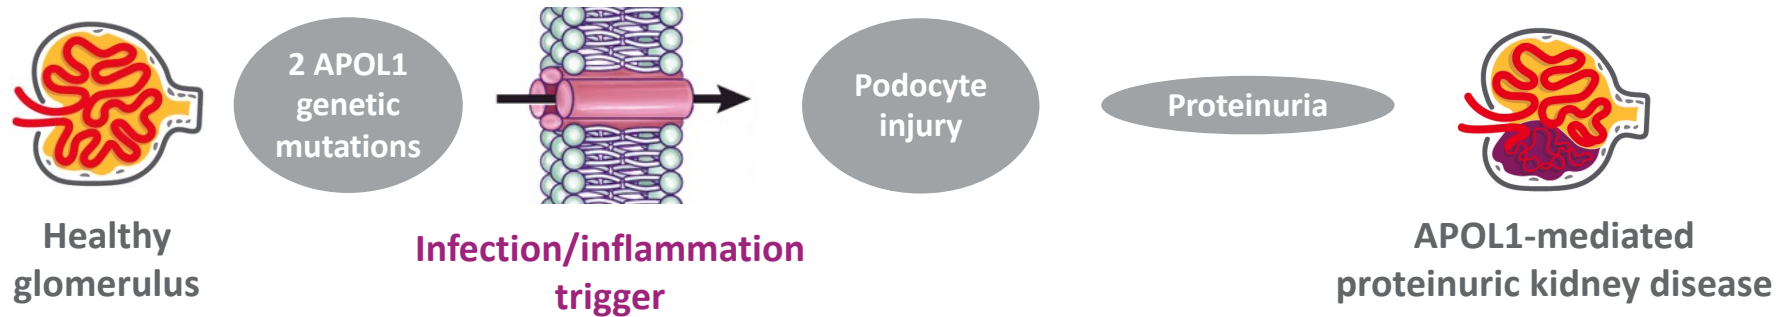 2 APOL1
genetic
mutations
Podocyte
injury
Proteinuria
Healthy
glomerulus
Infection/inflammation
trigger
APOL1-mediated
proteinuric kidney disease